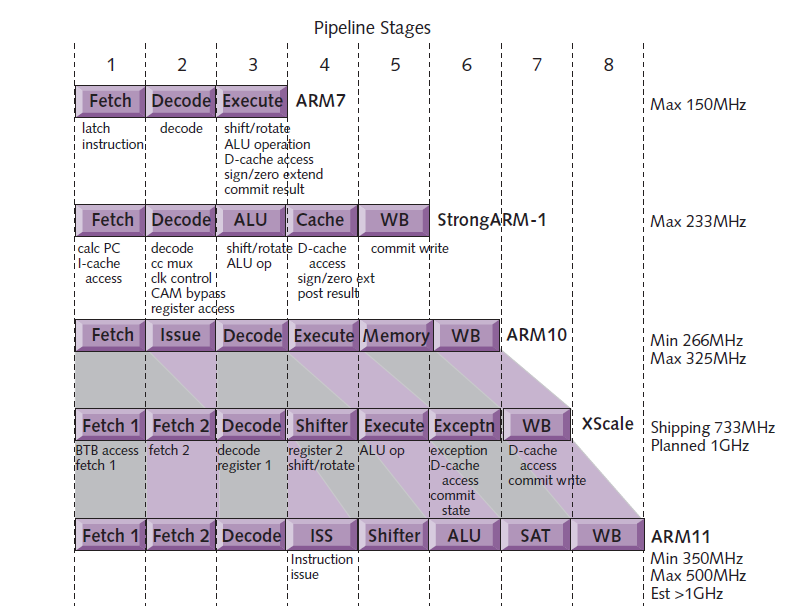 Pipeline Stages
1 2 3 4 5 6 7 8
Fetch Decode Execute ARM7
Max 150MHz
latch
instruction
decode
shift/rotate
ALU operation
D-cache access
sign/zero extend
commit result
Fetch Decode ALU Cache WB StrongARM-1
Max 233MHz
calc PC
I-cache
access
decode
cc mux
clk control
CAM bypass
register access
shift/rotate
ALU op
D-cache
access
sign/zero ext
post result
commit write
Fetch Issue Decode Execute Memory WB ARM10
Min 266MHz
Max 325MHz
Fetch 1 Fetch 2 Decode Shifter Execute Exceptn WB XScale
Shipping 733MHz
Planned 1GHz
BTB access
fetch 1
fetch 2
decode
register 1
register 2
shift/rotate
ALU op
exception
D-cache
access
commit
state
D-cache
access
commit write
Fetch 1 Fetch 2 Decode ISS Shifter ALU SAT WB ARM11
Instruction
issue
Min 350MHz
Max 500MHz
Est >1GHz